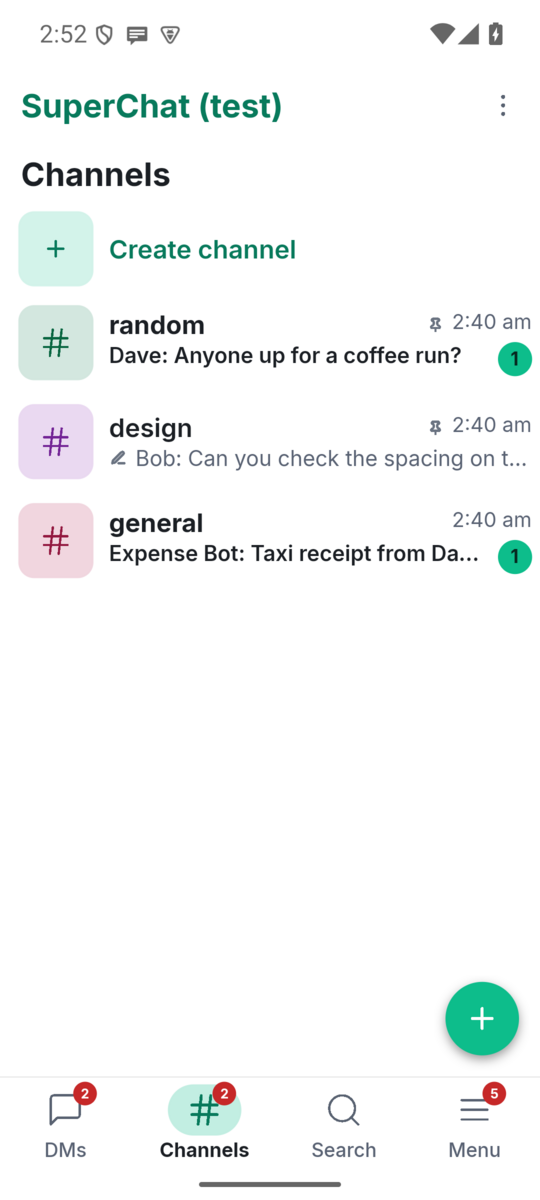 2:52
SuperChat (test)
Channels
Create channel
random
2:40 am
Dave: Anyone up for a coffee run?
1
design
2:40 am
Bob: Can you check the spacing on t...
general
2:40 am
Expense Bot: Taxi receipt from Da...
1
2
2
5
DMs
Channels
Search
Menu